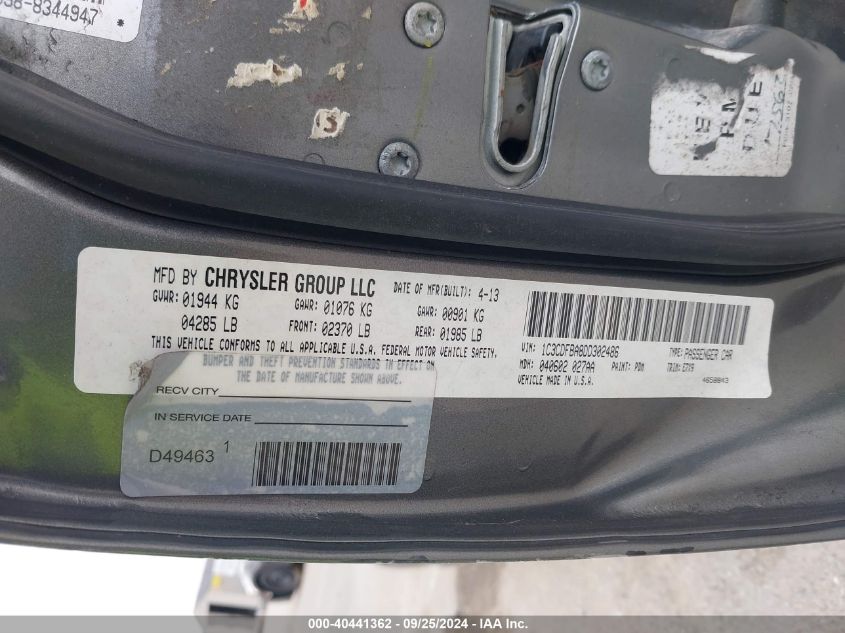 698-8344947 *
MFD BY CHRYSLER GROUP LLC
DATE OF MFR(BUILT): 4-13
GVWR: 01944 KG
GAWR: 01076 KG
GAWR: 00901 KG
04285 LB
FRONT: 02370 LB
REAR: 01985 LB
THIS VEHICLE CONFORMS TO ALL APPLICABLE U.S.A. FEDERAL MOTOR VEHICLE SAFETY,
BUMPER AND THEFT PREVENTION STANDARDS IN EFFECT ON
THE DATE OF MANUFACTURE SHOWN ABOVE.
VIN: 1C3CDFBA8DD302486
TYPE: PASSENGER CAR
MDH: 040602 027AA
PAINT: PDM
TRIM: E7X9
VEHICLE MADE IN U.S.A.
4658843
RECV CITY
IN SERVICE DATE
D49463 1
000-40441362 - 09/25/2024 - IAA Inc.